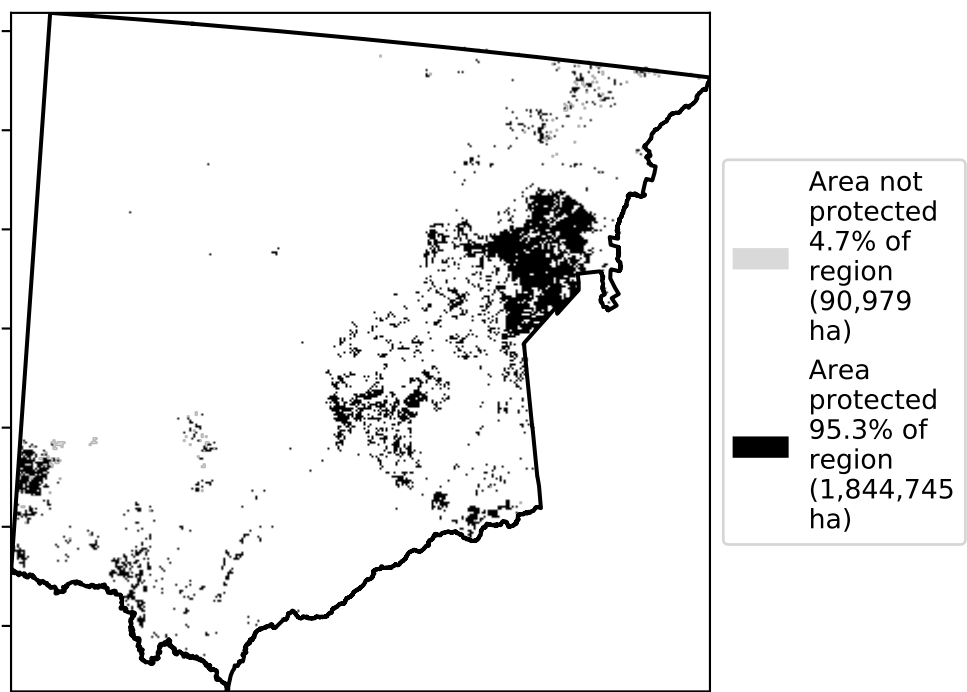 Area not
protected
4.7% of
region
(90,979
ha)
Area
protected
95.3% of
region
(1,844,745
ha)